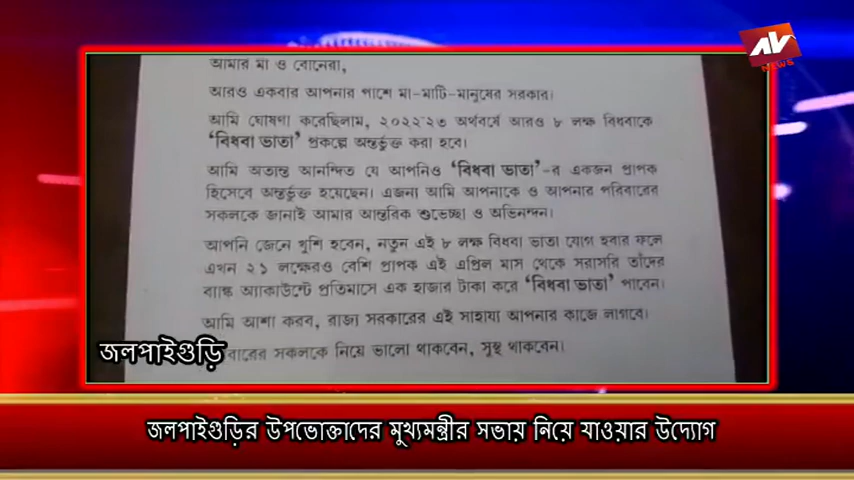 AV
NEWS
আমার মা ও বোনেরা,
আরও একবার আপনার পাশে মা-মাটি-মানুষের সরকার।
আমি ঘোষণা করেছিলাম, ২০২২-২৩ অর্থবর্ষে আরও ৮ লক্ষ বিধবাকে
'বিধবা ভাতা' প্রকল্পে অন্তর্ভুক্ত করা হবে।
আমি অত্যন্ত আনন্দিত যে আপনিও 'বিধবা ভাতা'-র একজন প্রাপক
হিসেবে অন্তর্ভুক্ত হয়েছেন। এজন্য আমি আপনাকে ও আপনার পরিবারের
সকলকে জানাই আমার আন্তরিক শুভেচ্ছা ও অভিনন্দন।
আপনি জেনে খুশি হবেন, নতুন এই ৮ লক্ষ বিধবা ভাতা যোগ হবার ফলে
এখন ২১ লক্ষেরও বেশি প্রাপক এই এপ্রিল মাস থেকে সরাসরি তাঁদের
ব্যাঙ্ক অ্যাকাউন্টে প্রতিমাসে এক হাজার টাকা করে 'বিধবা ভাতা' পাবেন।
আমি আশা করব, রাজ্য সরকারের এই সাহায্য আপনার কাজে লাগবে।
সকলকে নিয়ে ভালো থাকবেন, সুস্থ থাকবেন।
জলপাইগুড়ি
জলপাইগুড়ির উপভোক্তাদের মুখ্যমন্ত্রীর সভায় নিয়ে যাওয়ার উদ্যোগ